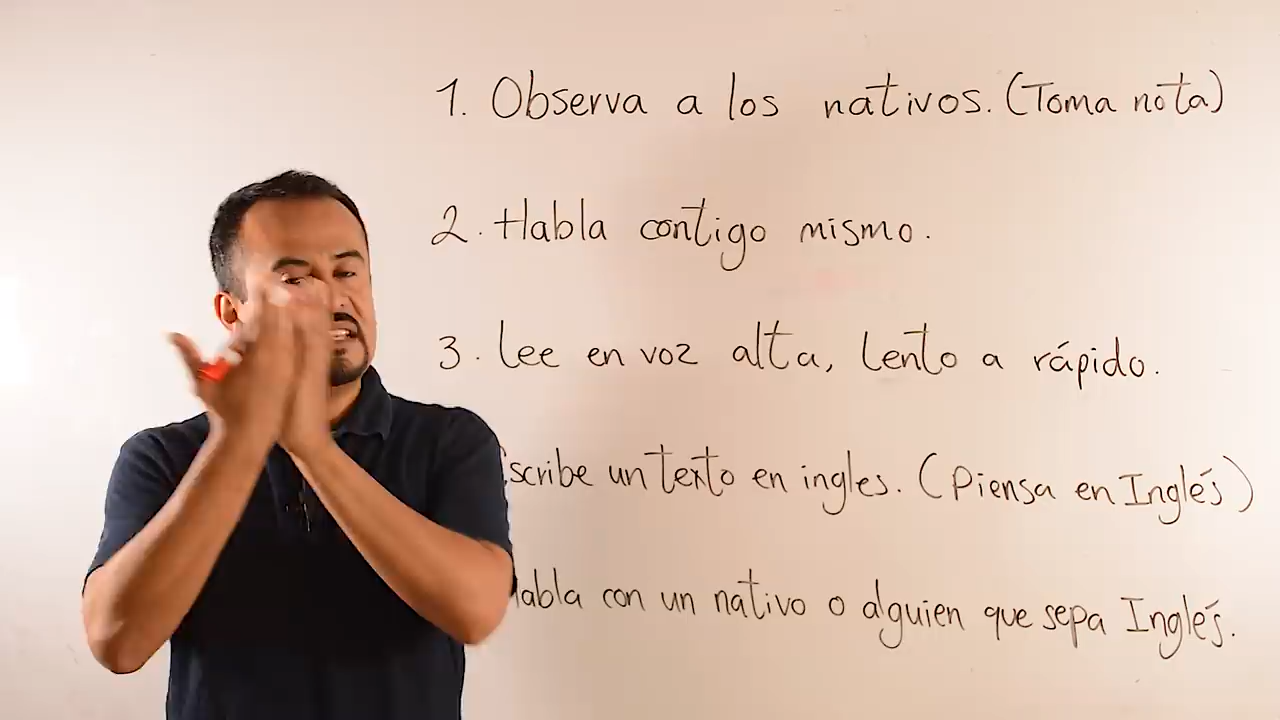 1. Observa a los nativos. (Toma nota)
2. Habla contigo mismo.
3. Lee en voz alta, lento a rápido.
scribe un texto en ingles. (Piensa en Inglés)
abla con un nativo o alguien que sepa Inglés.